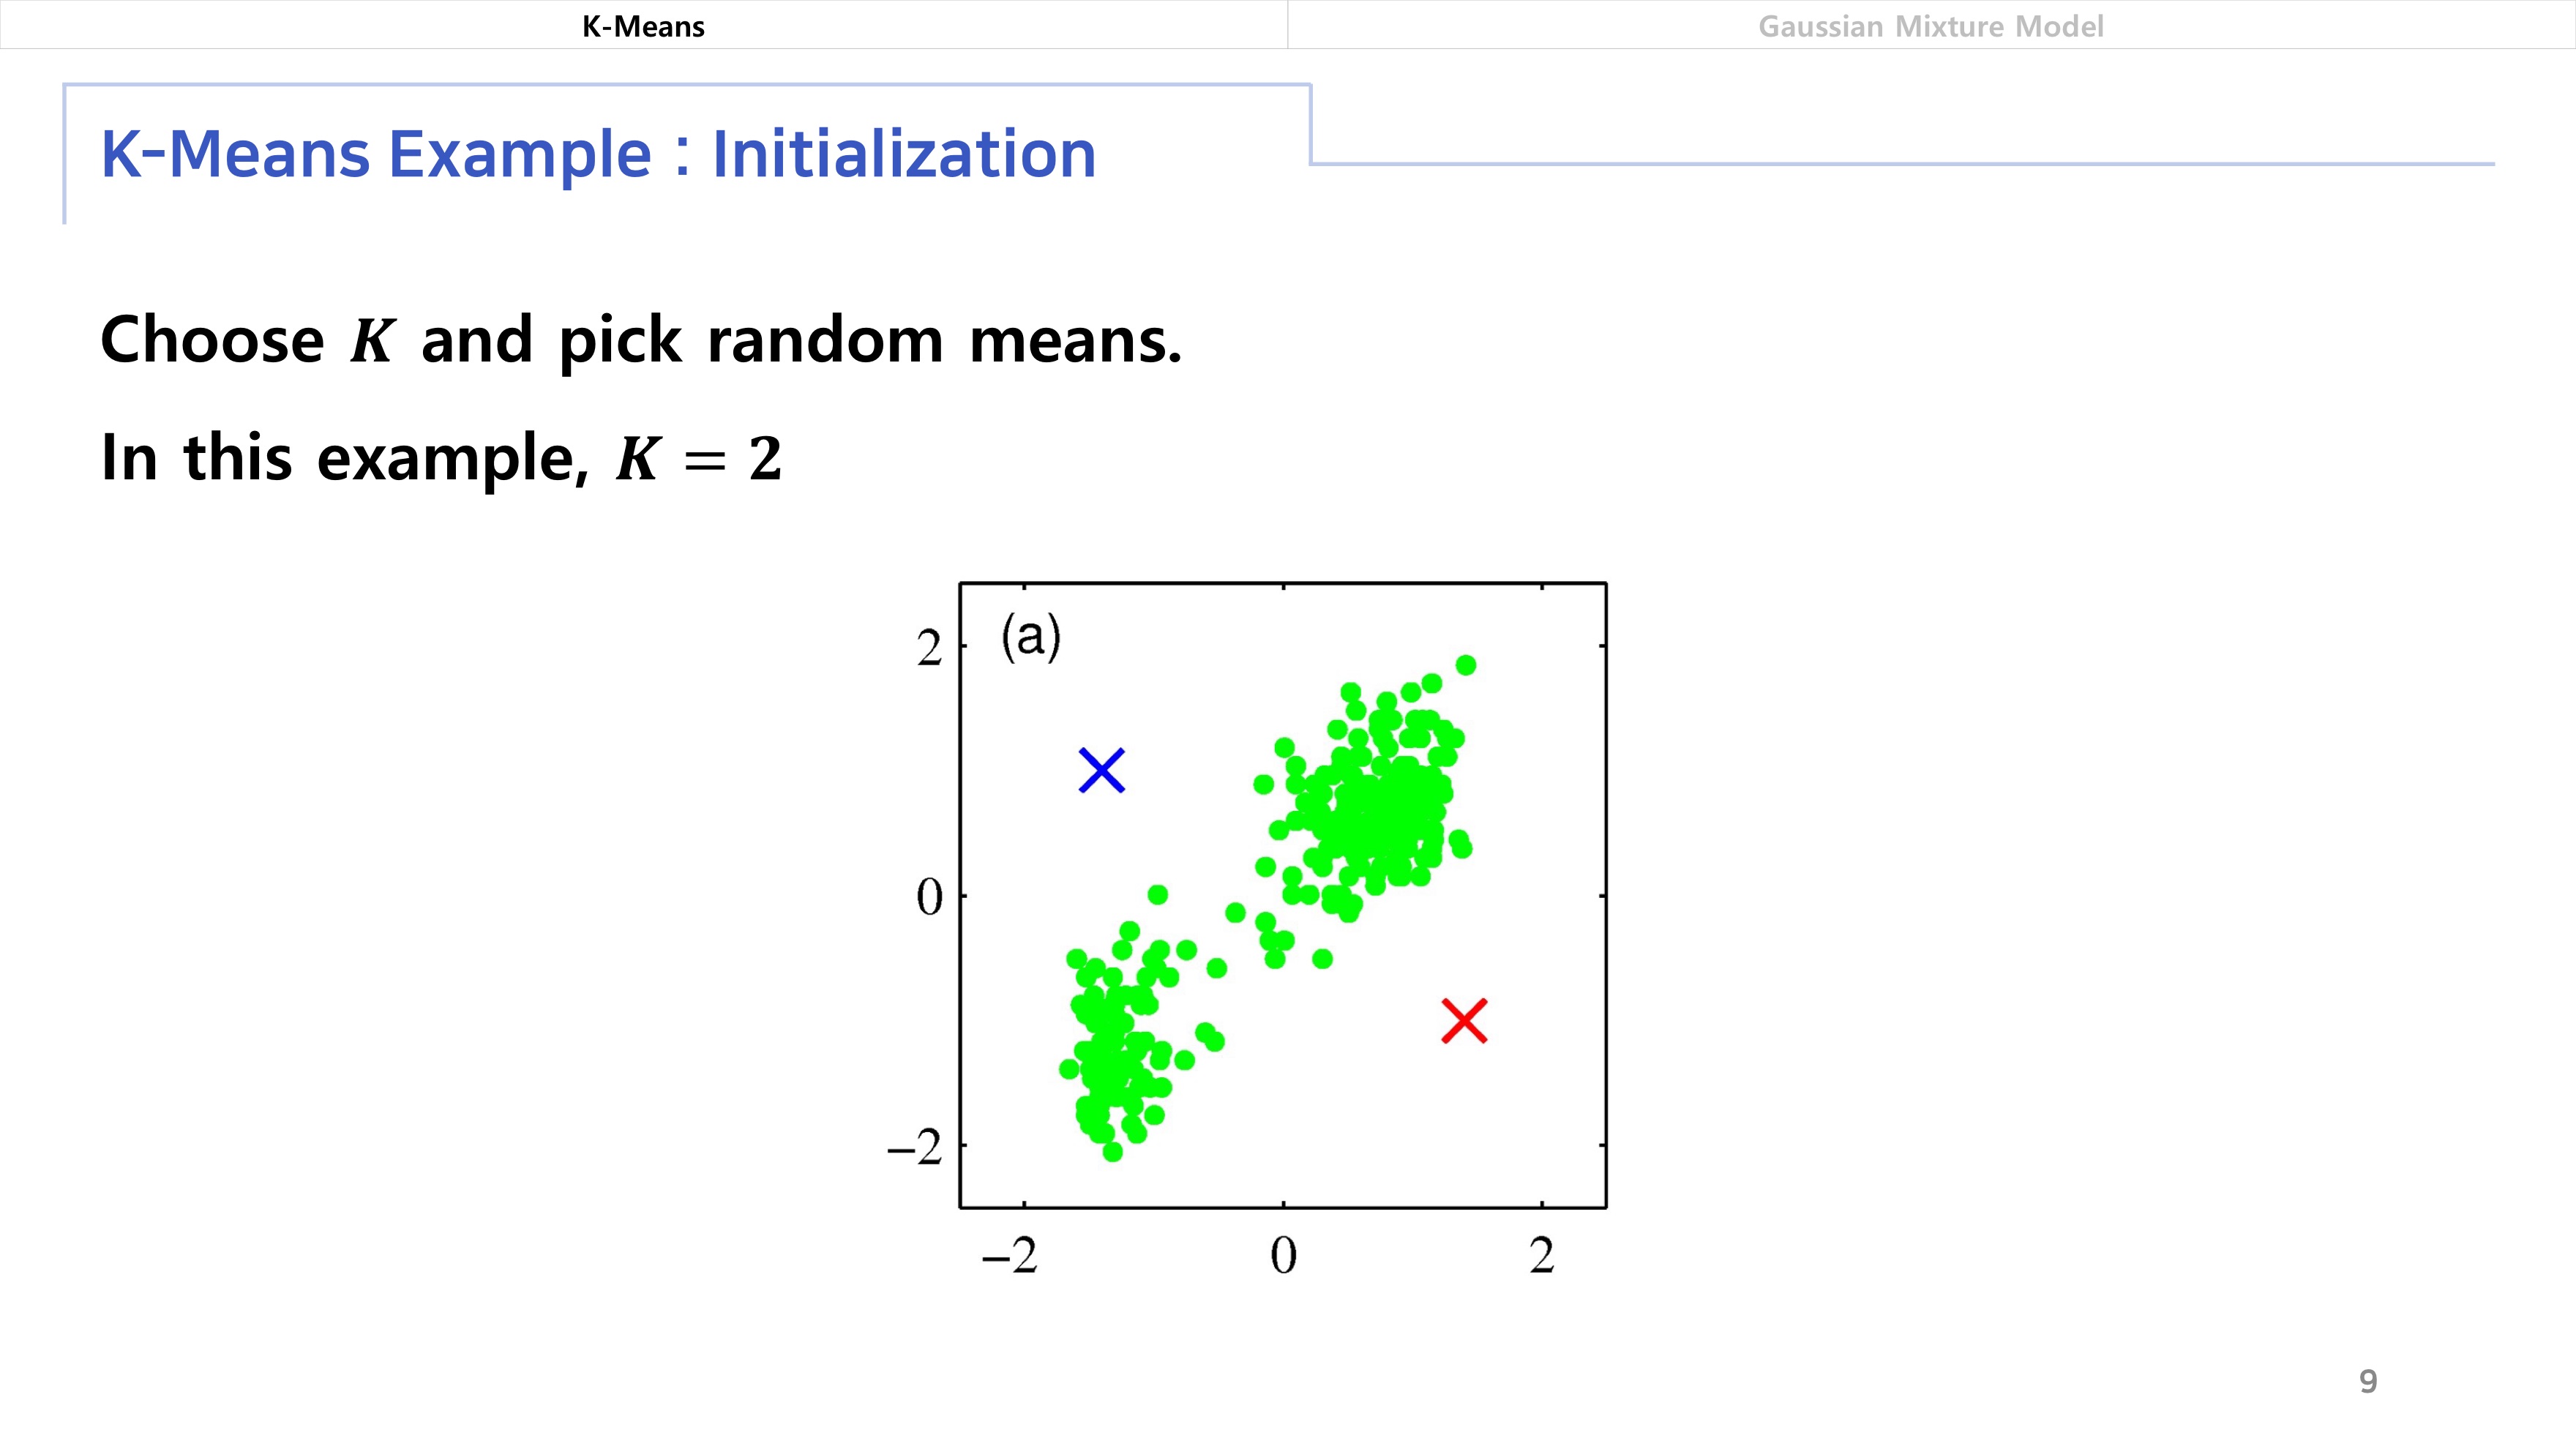 K-Means
Gaussian Mixture Model
K-Means Example : Initialization
Choose K and pick random means.
In this example, K = 2
(a)
2
0
−2
−2 0 2
9